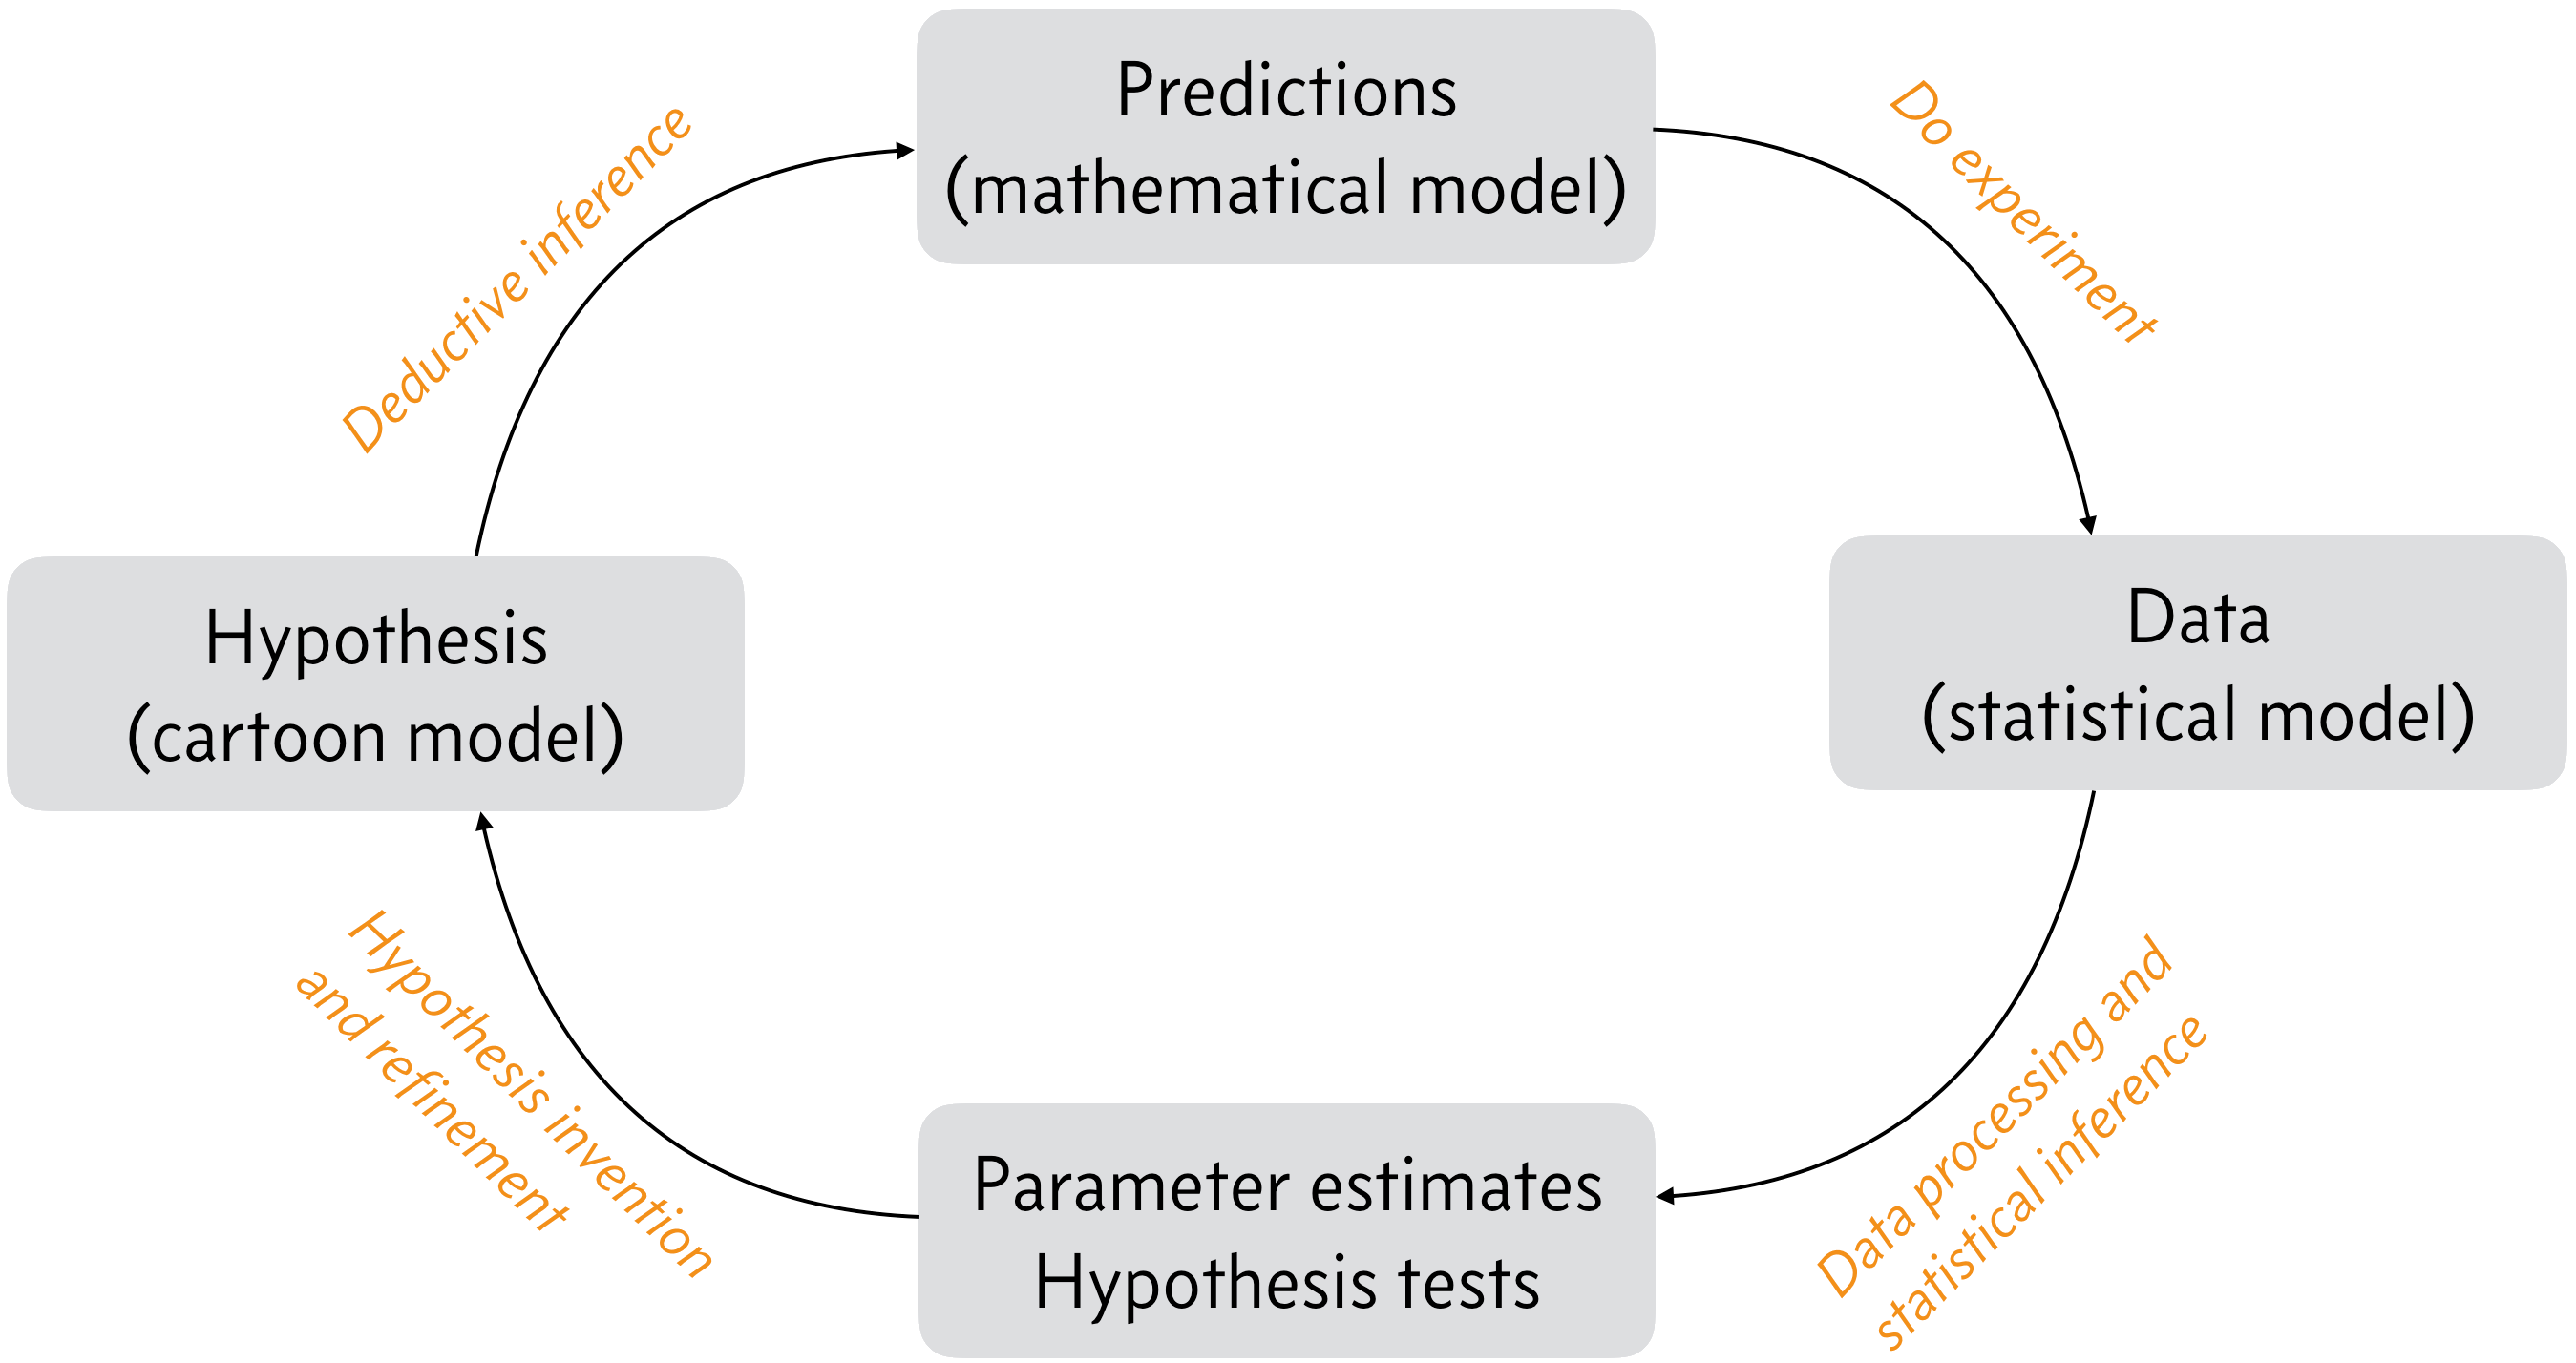 Predictions
(mathematical model)
Do experiment
Deductive inference
Hypothesis
(cartoon model)
Data
(statistical model)
Hypothesis invention
and refinement
Data processing and
statistical inference
Parameter estimates
Hypothesis tests